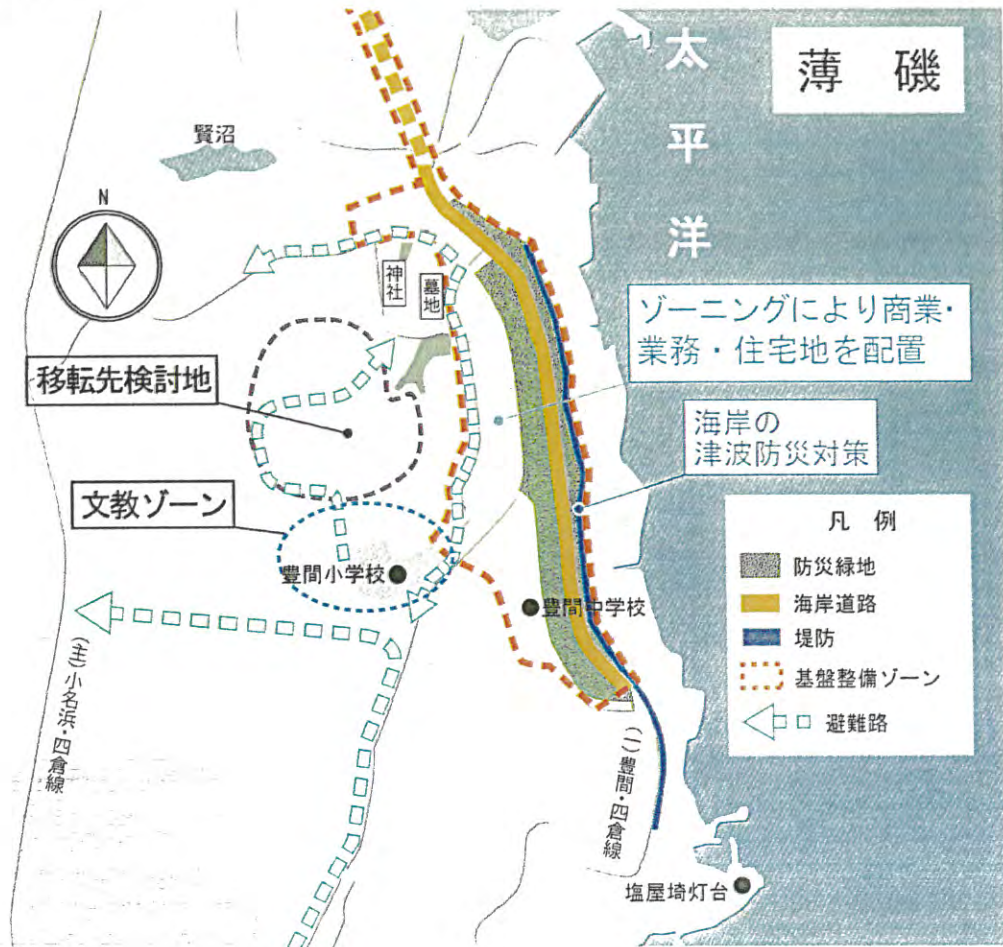 太平洋
薄 磯
賢沼
N
神社
墓地
ゾーニングにより商業・
業務・住宅地を配置
移転先検討地
海岸の
津波防災対策
文教ゾーン
豊間小学校
豊間中学校
凡 例
防災緑地
海岸道路
堤防
基盤整備ゾーン
避難路
(主)小名浜・四倉線
(一)豊間・四倉線
塩屋埼灯台